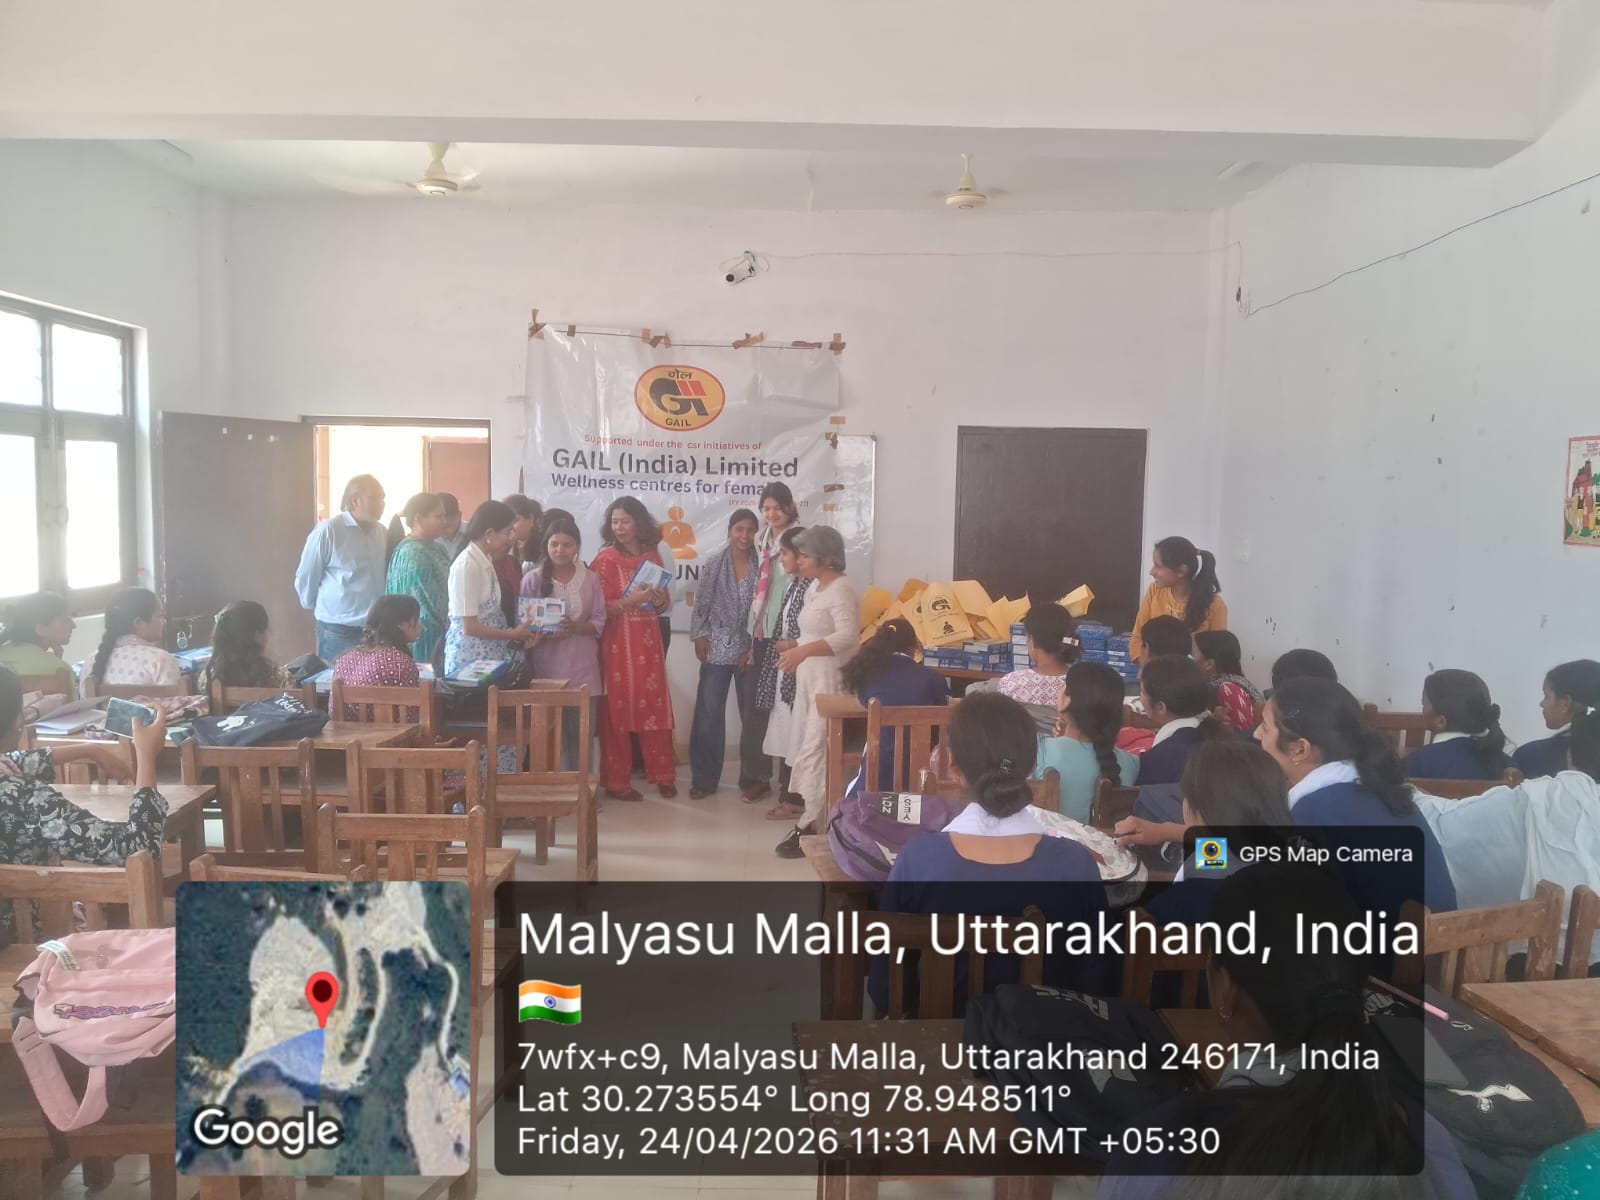 गेल
GAIL
Supported under the csr initiatives of
GAIL (India) Limited
Wellness centres for
GPS Map Camera
Malyasu Malla, Uttarakhand, India
7wfx+c9, Malyasu Malla, Uttarakhand 246171, India
Lat 30.273554° Long 78.948511°
Friday, 24/04/2026 11:31 AM GMT +05:30
Google